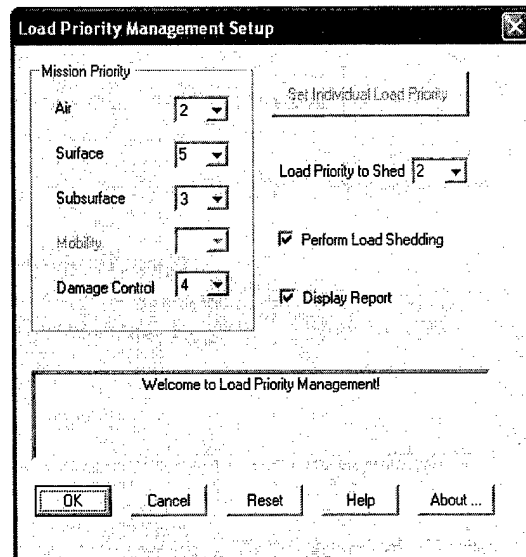 Load Priority Management Setup
Mission Priority
Air 2
Surface 5
Subsurface 3
Mobility
Damage Control 4
Set Individual Load Priority
Load Priority to Shed 2
Perform Load Shedding
Display Report
Welcome to Load Priority Management!
OK Cancel Reset Help About ...